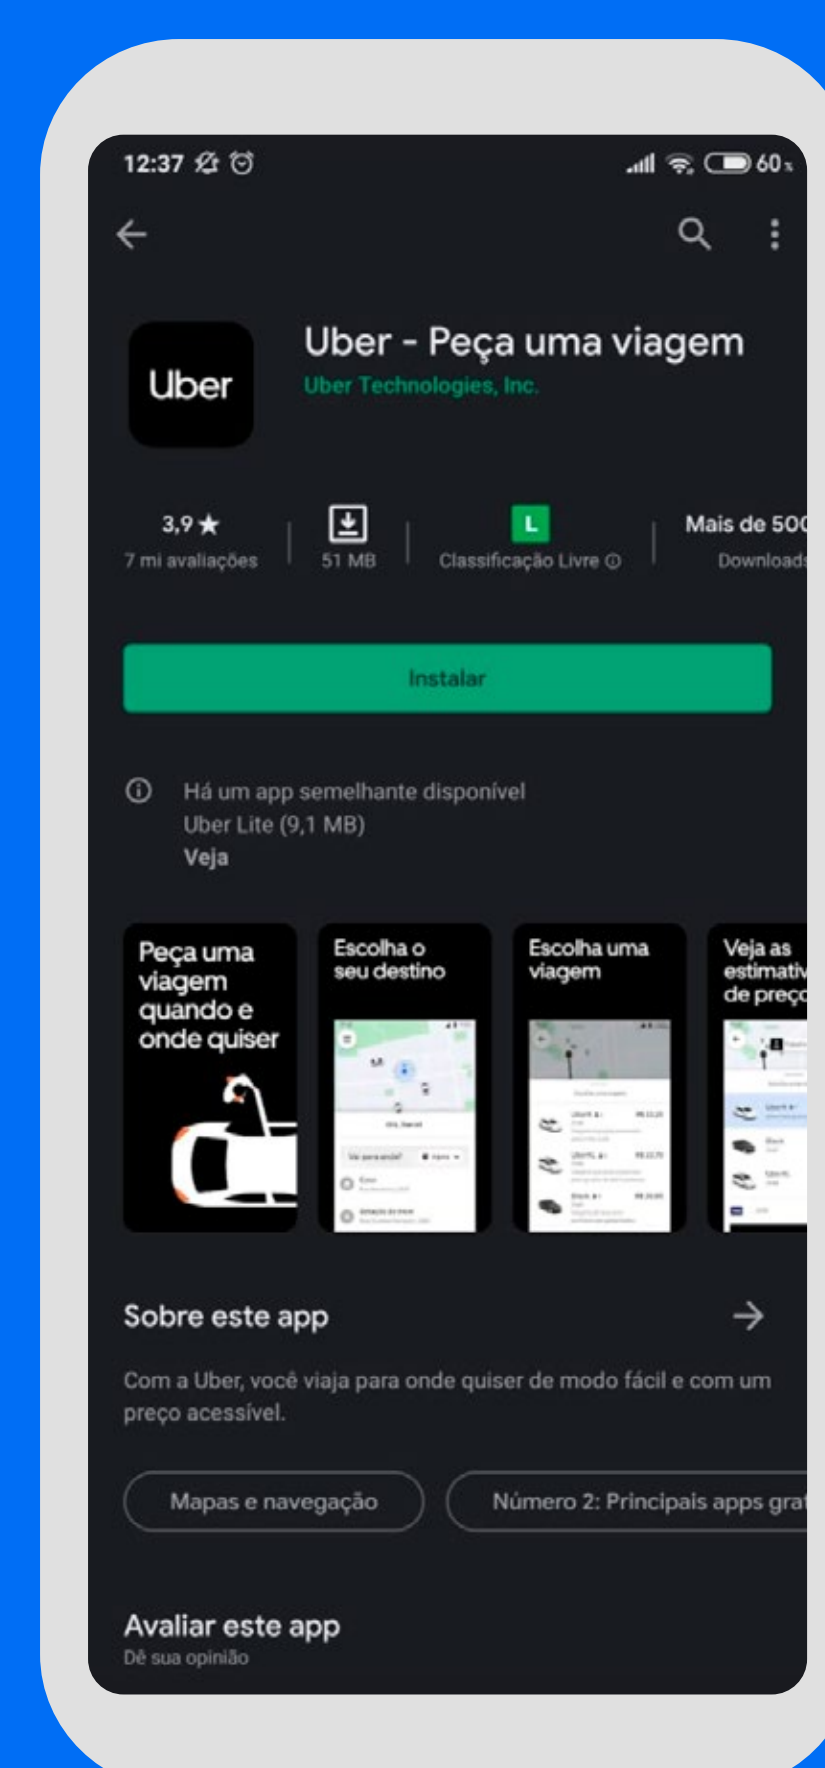 12:37
60
Uber - Peça uma viagem
Uber
Uber Technologies, Inc.
3,9 ★
L
Mais de 500
7 mi avaliações
51 MB
Classificação Livre
Downloads
Instalar
Há um app semelhante disponível
Uber Lite (9,1 MB)
Veja
Peça uma
viagem
quando e
onde quiser
Escolha o
seu destino
Escolha uma
viagem
Veja as
estimativ
de preço
Sobre este app
Com a Uber, você viaja para onde quiser de modo fácil e com um
preço acessível.
Mapas e navegação
Número 2: Principais apps grat
Avaliar este app
Dê sua opinião